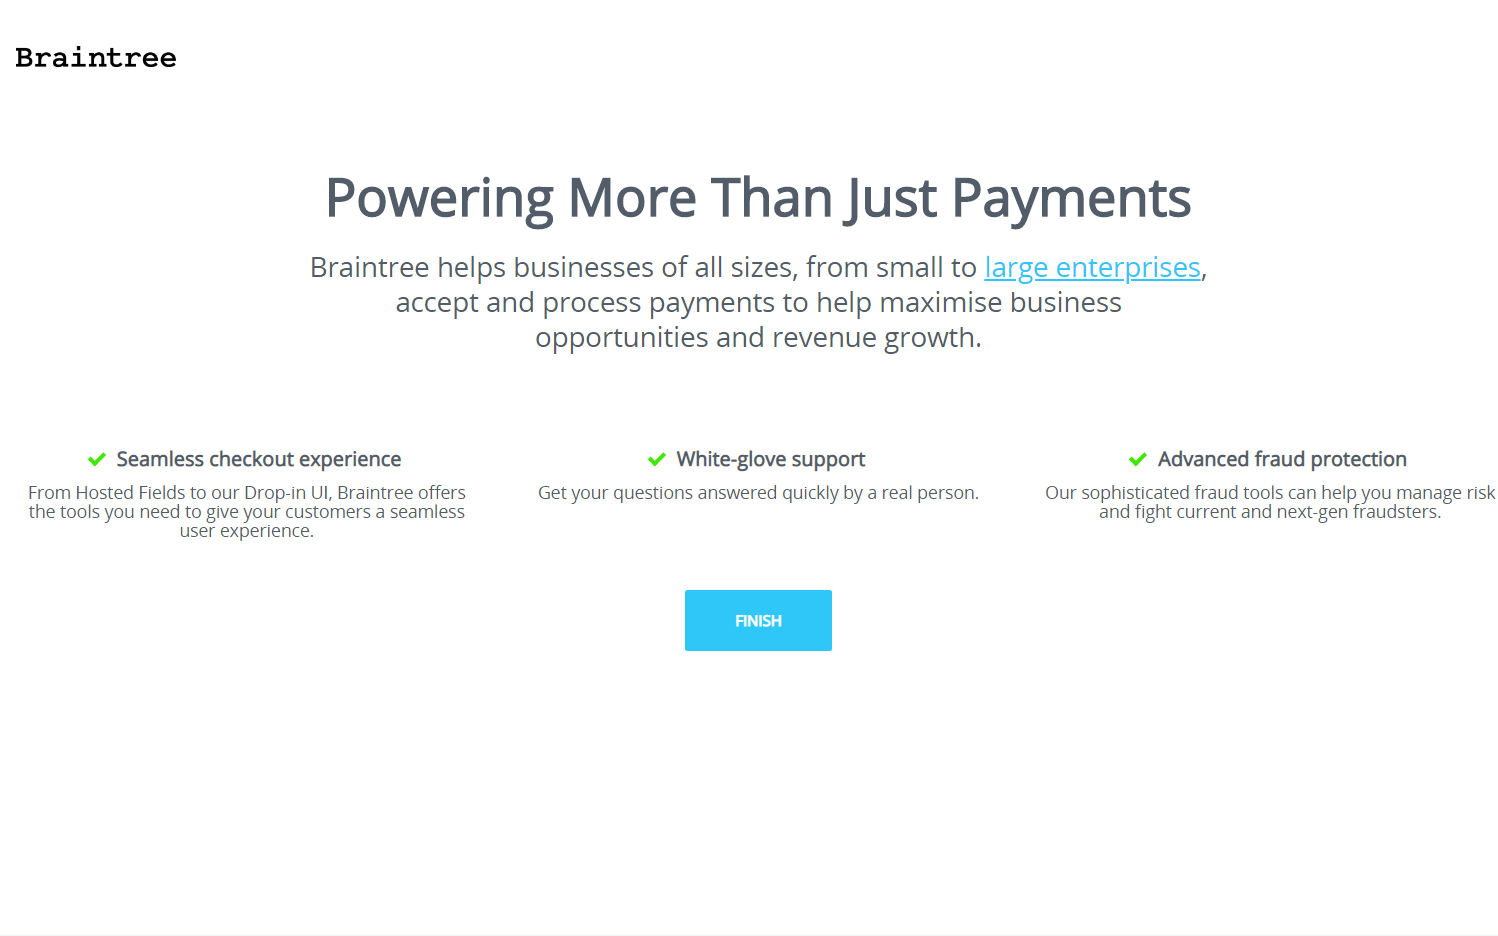 Braintree
Powering More Than Just Payments
Braintree helps businesses of all sizes, from small to large enterprises,
accept and process payments to help maximise business
opportunities and revenue growth.
Seamless checkout experience
From Hosted Fields to our Drop-in UI, Braintree offers
the tools you need to give your customers a seamless
user experience.
White-glove support
Get your questions answered quickly by a real person.
Advanced fraud protection
Our sophisticated fraud tools can help you manage risk
and fight current and next-gen fraudsters.
FINISH